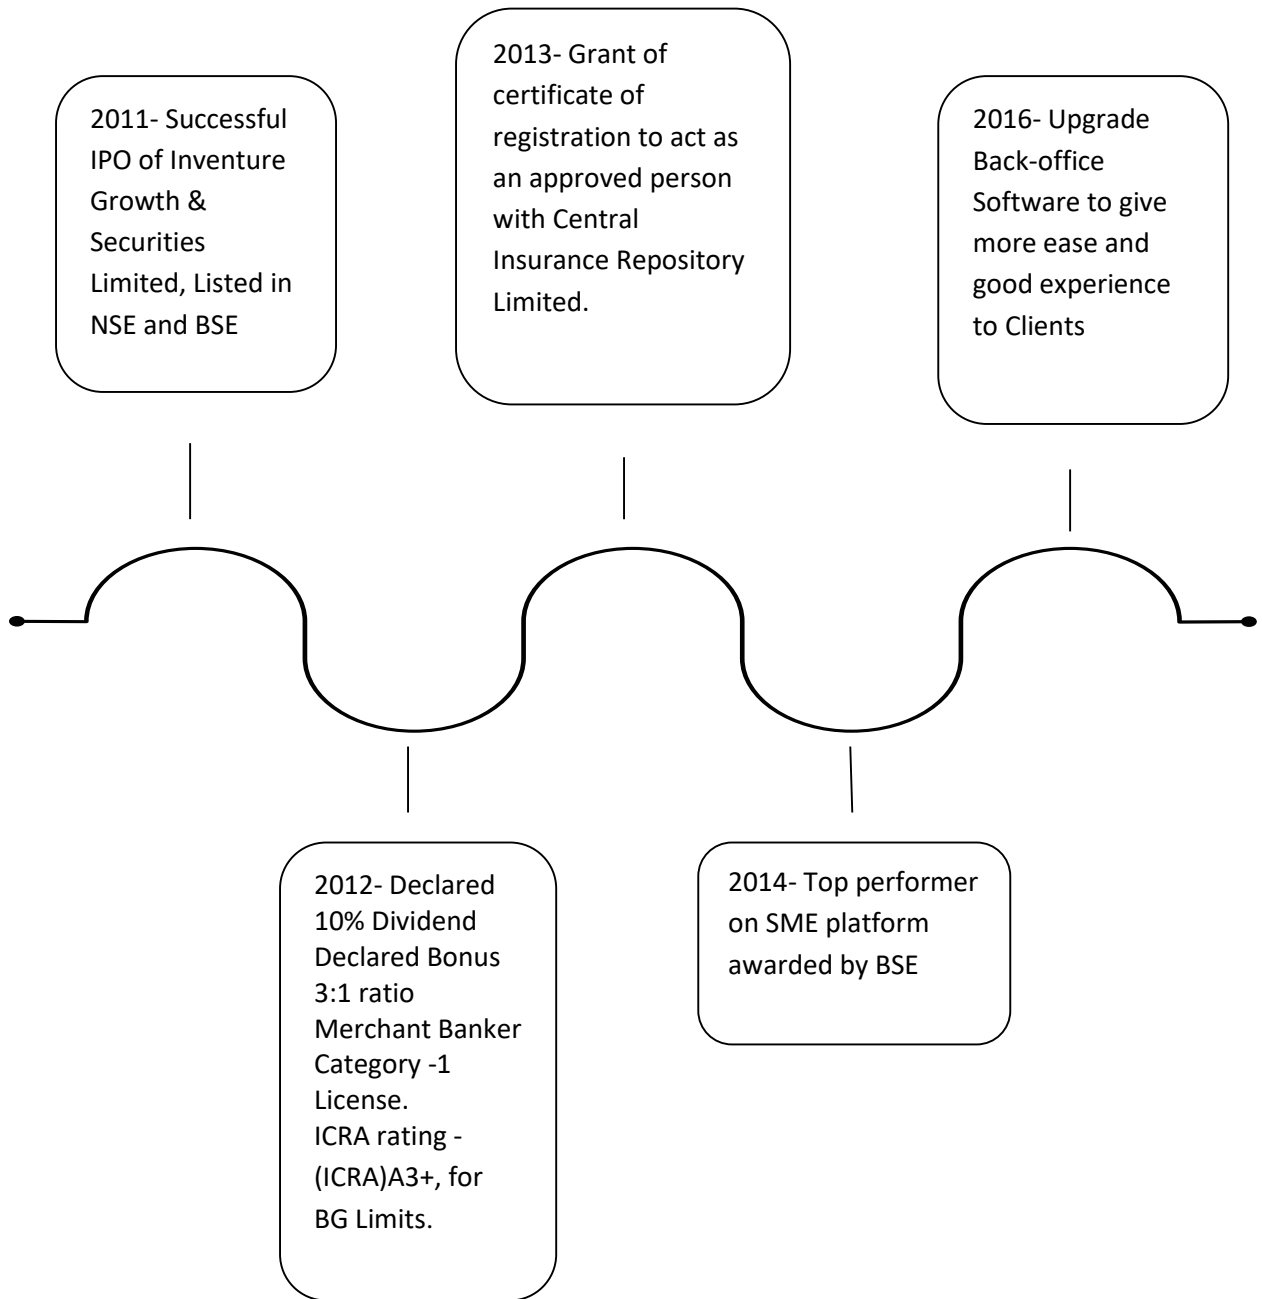 2011- Successful
IPO of Inventure
Growth &
Securities
Limited, Listed in
NSE and BSE
2012- Declared
10% Dividend
Declared Bonus
3:1 ratio
Merchant Banker
Category -1
License.
ICRA rating -
(ICRA)A3+, for
BG Limits.
2013- Grant of
certificate of
registration to act as
an approved person
with Central
Insurance Repository
Limited.
2014- Top performer
on SME platform
awarded by BSE
2016- Upgrade
Back-office
Software to give
more ease and
good experience
to Clients